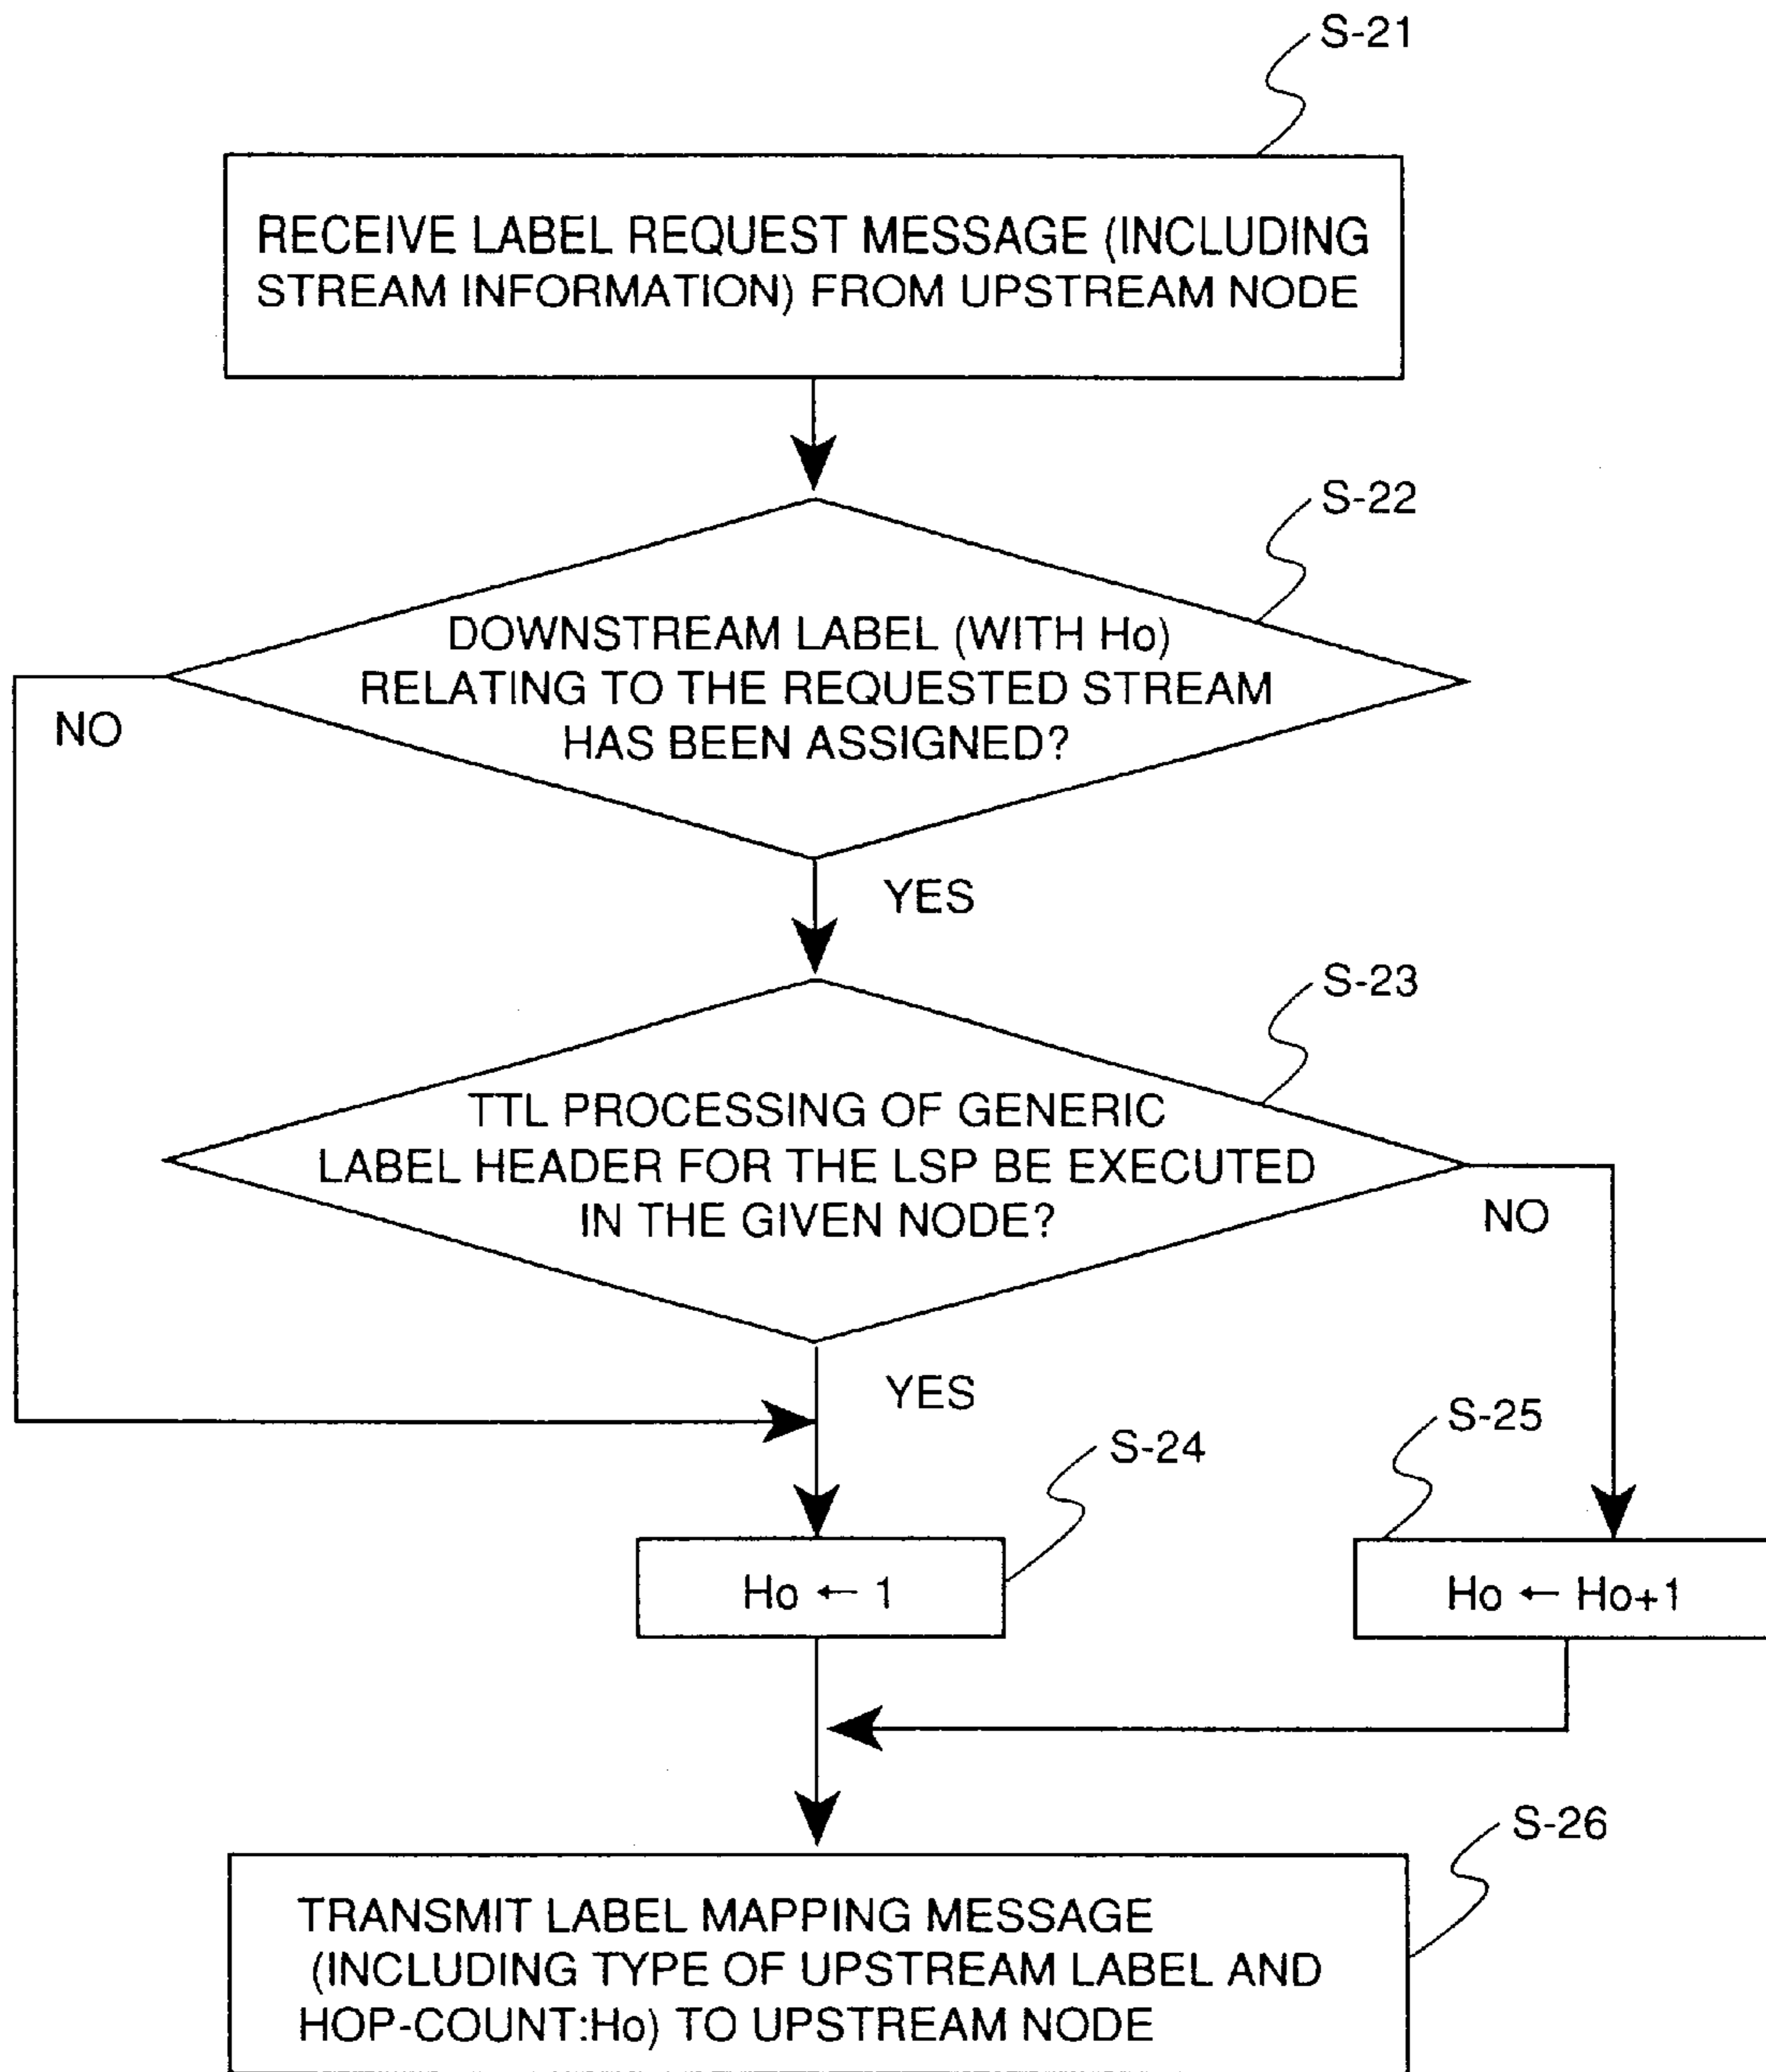 S-21
RECEIVE LABEL REQUEST MESSAGE (INCLUDING
STREAM INFORMATION) FROM UPSTREAM NODE
S-22
DOWNSTREAM LABEL (WITH Ho)
RELATING TO THE REQUESTED STREAM
HAS BEEN ASSIGNED?
NO
YES
S-23
TTL PROCESSING OF GENERIC
LABEL HEADER FOR THE LSP BE EXECUTED
IN THE GIVEN NODE?
NO
YES
S-24
S-25
Ho ← 1
Ho ← Ho+1
S-26
TRANSMIT LABEL MAPPING MESSAGE
(INCLUDING TYPE OF UPSTREAM LABEL AND
HOP-COUNT:Ho) TO UPSTREAM NODE